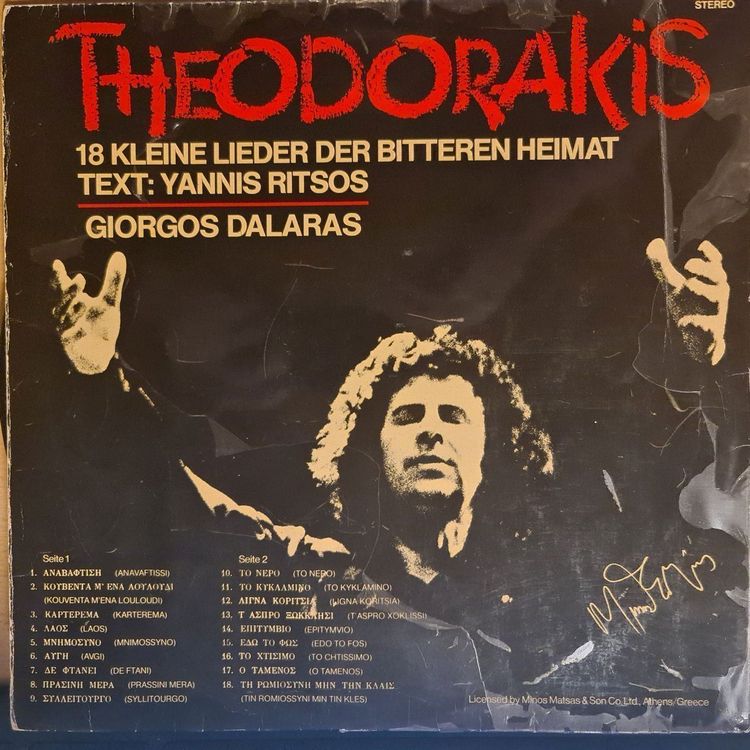 STEREO
THEODORAKiS
18 KLEINE LIEDER DER BITTEREN HEIMAT
TEXT: YANNIS RITSOS
GIORGOS DALARAS
Seite 1
1. ΑΝΑΒΑΦΤΙΣΗ (ANAVAFTISSI)
2. ΚΟΥΒΕΝΤΑ Μ' ΕΝΑ ΛΟΥΛΟΥΔΙ
(KOUVENTA M'ENA LOULOUDI)
3. ΚΑΡΤΕΡΕΜΑ (KARTEREMA)
4. ΛΑΟΣ (LAOS)
5. ΜΝΗΜΟΣΥΝΟ (MNIMOSSYNO)
6. ΑΥΓΗ (AVGI)
7. ΔΕ ΦΤΑΝΕΙ (DE FTANI)
8. ΠΡΑΣΙΝΗ ΜΕΡΑ (PRASSINI MERA)
9. ΣΥΛΛΕΙΤΟΥΡΓΟ (SYLLITOURGO)
Seite 2
10. ΤΟ ΝΕΡΟ (TO NERO)
11. ΤΟ ΚΥΚΛΑΜΙΝΟ (TO KYKLAMINO)
12. ΛΙΓΝΑ ΚΟΡΙΤΣΙΑ (LIGNA KORITSIA)
13. Τ ΑΣΠΡΟ ΞΩΚΚΛΗΣΙ (T'ASPRO XOKLISSI)
14. ΕΠΙΤΥΜΒΙΟ (EPITYMVIO)
15. ΕΔΩ ΤΟ ΦΩΣ (EDO TO FOS)
16. ΤΟ ΧΤΙΣΙΜΟ (TO CHTISSIMO)
17. Ο ΤΑΜΕΝΟΣ (O TAMENOS)
18. ΤΗ ΡΩΜΙΟΣΥΝΗ ΜΗΝ ΤΗΝ ΚΛΑΙΣ
(TIN ROMIOSSYNI MIN TIN KLES)
Licensed by Minos Matsas & Son Co.Ltd., Athens/Greece